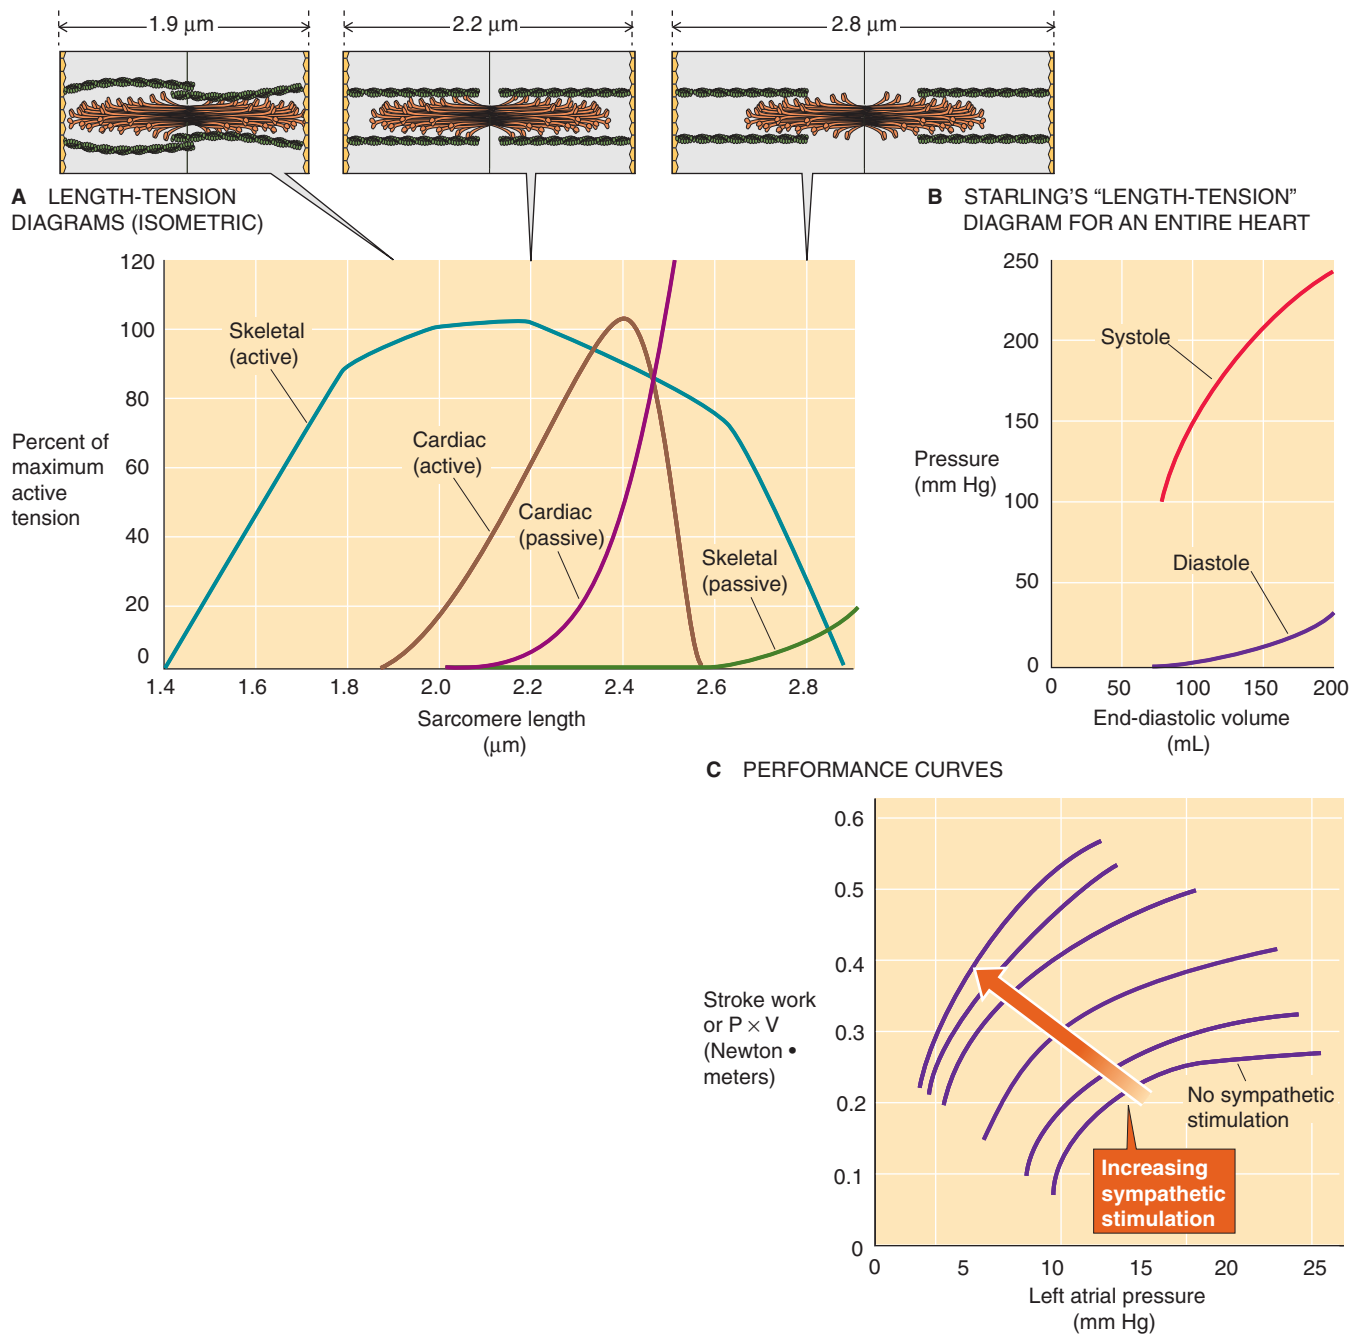 1.9 μm
2.2 μm
2.8 μm
A LENGTH-TENSION
DIAGRAMS (ISOMETRIC)
120
100
80
60
40
20
0
Percent of
maximum
active
tension
Skeletal
(active)
Cardiac
(active)
Cardiac
(passive)
Skeletal
(passive)
1.4
1.6
1.8
2.0
2.2
2.4
2.6
2.8
Sarcomere length
(μm)
B STARLING’S “LENGTH-TENSION”
DIAGRAM FOR AN ENTIRE HEART
250
200
150
100
50
0
Pressure
(mm Hg)
Systole
Diastole
0
50
100
150
200
End-diastolic volume
(mL)
C PERFORMANCE CURVES
0.6
0.5
0.4
0.3
0.2
0.1
0
Stroke work
or P × V
(Newton •
meters)
No sympathetic
stimulation
Increasing
sympathetic
stimulation
0
5
10
15
20
25
Left atrial pressure
(mm Hg)